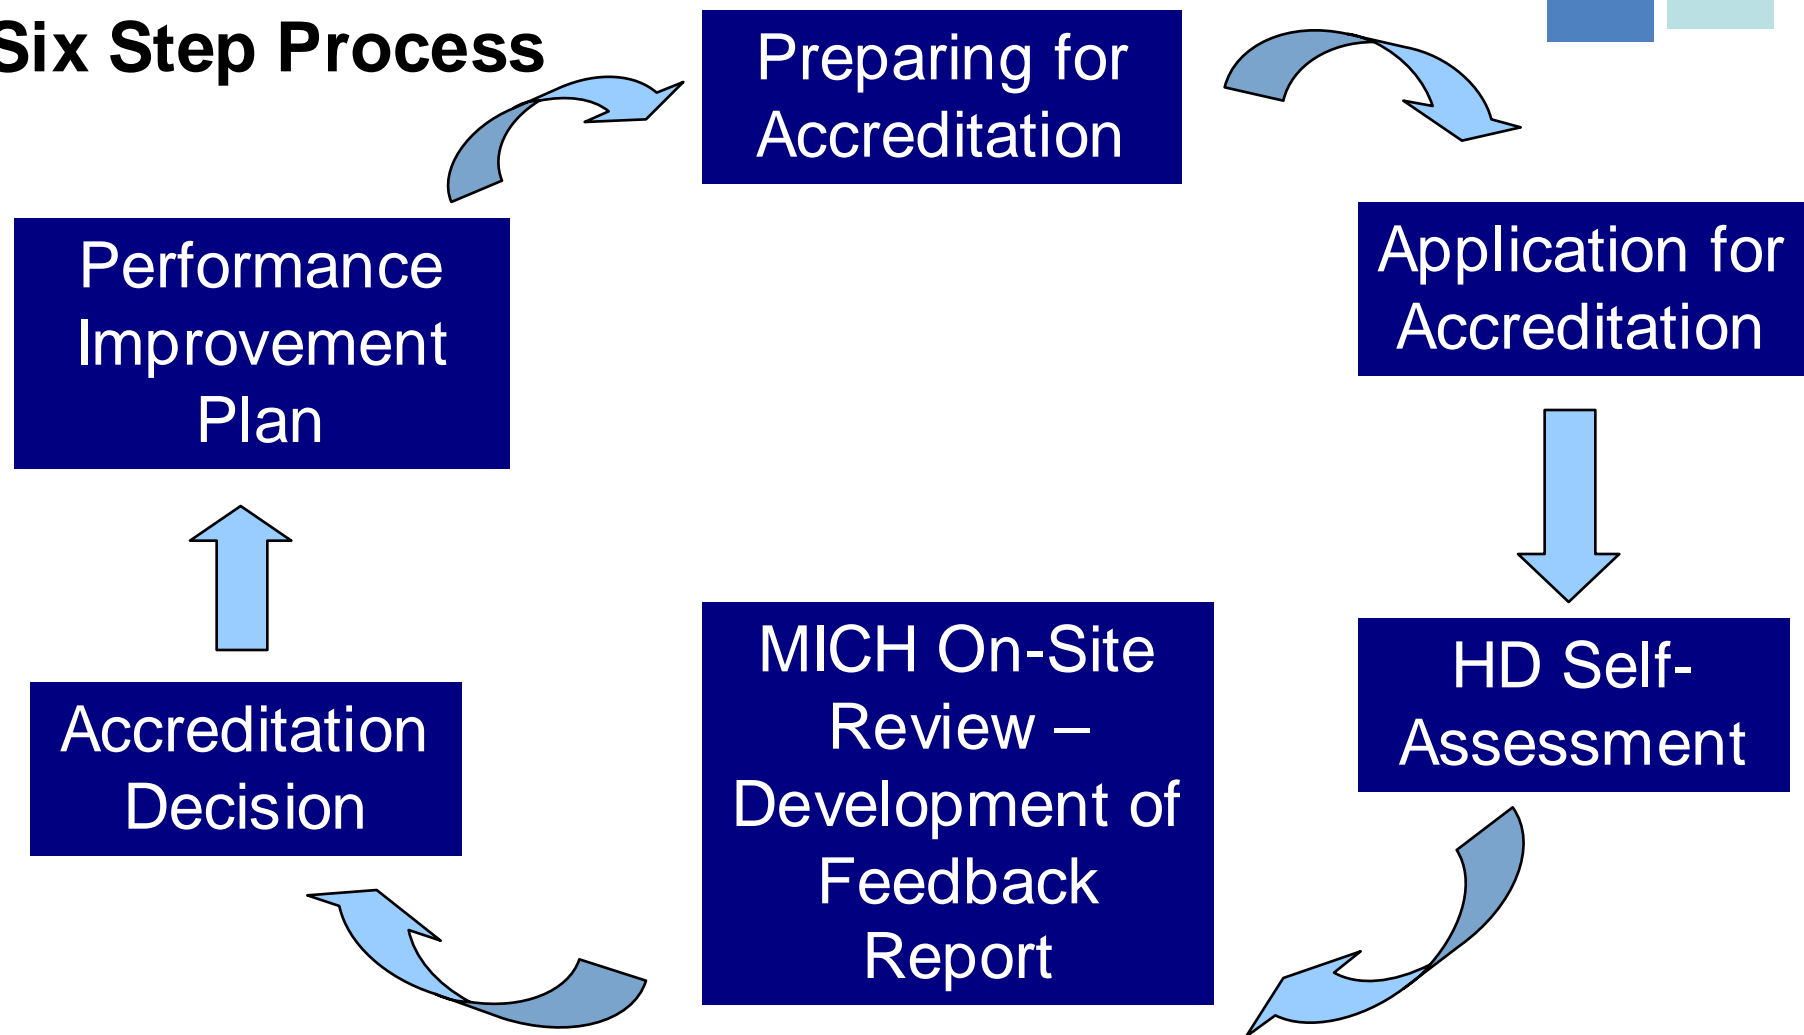 Six Step Process
Preparing for
Accreditation
Application for
Accreditation
HD Self-
Assessment
MICH On-Site
Review –
Development of
Feedback
Report
Accreditation
Decision
Performance
Improvement
Plan